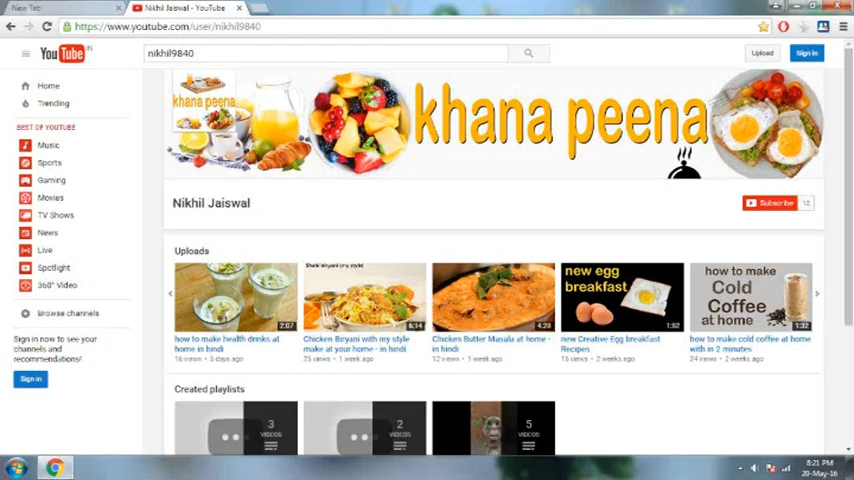 New Tab
Nikhil Jaiswal - YouTube
https://www.youtube.com/user/nikhil9840
YouTube IN
nikhil9840
Upload
Sign in
Home
Trending
BEST OF YOUTUBE
Music
Sports
Gaming
Movies
TV Shows
News
Live
Spotlight
360° Video
Browse channels
Sign in now to see your
channels and
recommendations!
Sign in
khana peena
khana peena
Nikhil Jaiswal
Subscribe 12
Uploads
2:07
how to make health drinks at
home in hindi
16 views • 5 days ago
Shahi biryani (my style)
6:14
Chicken Biryani with my style
make at your home - in hindi
25 views • 1 week ago
4:28
Chicken Butter Masala at home -
in hindi
12 views • 1 week ago
new egg
breakfast
1:52
new Creative Egg breakfast
Recipes
15 views • 2 weeks ago
how to make
Cold
Coffee
at home
1:32
how to make cold coffee at home
with in 2 minutes
24 views • 2 weeks ago
Created playlists
3
VIDEOS
2
VIDEOS
5
VIDEOS
8:21 PM
20-May-16